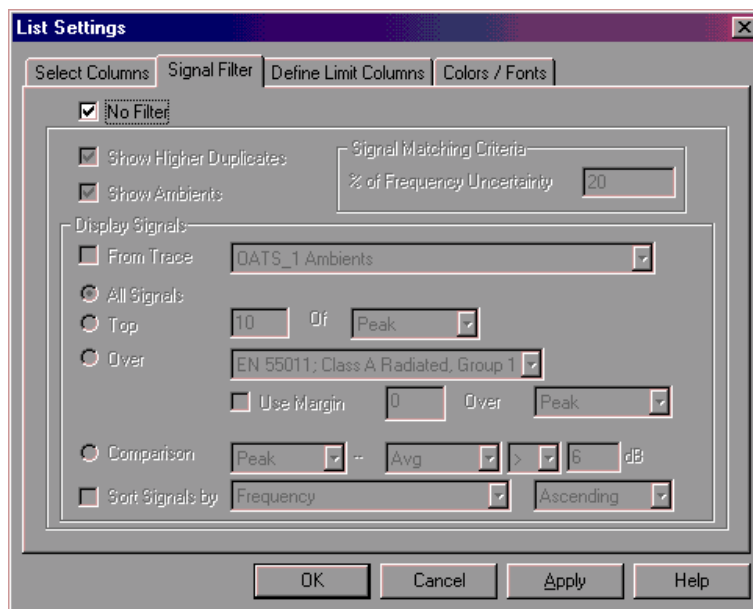 List Settings
Select Columns Signal Filter Define Limit Columns Colors / Fonts
No Filter
Show Higher Duplicates
Show Ambients
Signal Matching Criteria
% of Frequency Uncertainty 20
Display Signals
From Trace OATS_1 Ambients
All Signals
Top 10 Of Peak
Over EN 55011; Class A Radiated, Group 1
Use Margin 0 Over Peak
Comparison Peak -- Avg > 6 dB
Sort Signals by Frequency Ascending
OK Cancel Apply Help